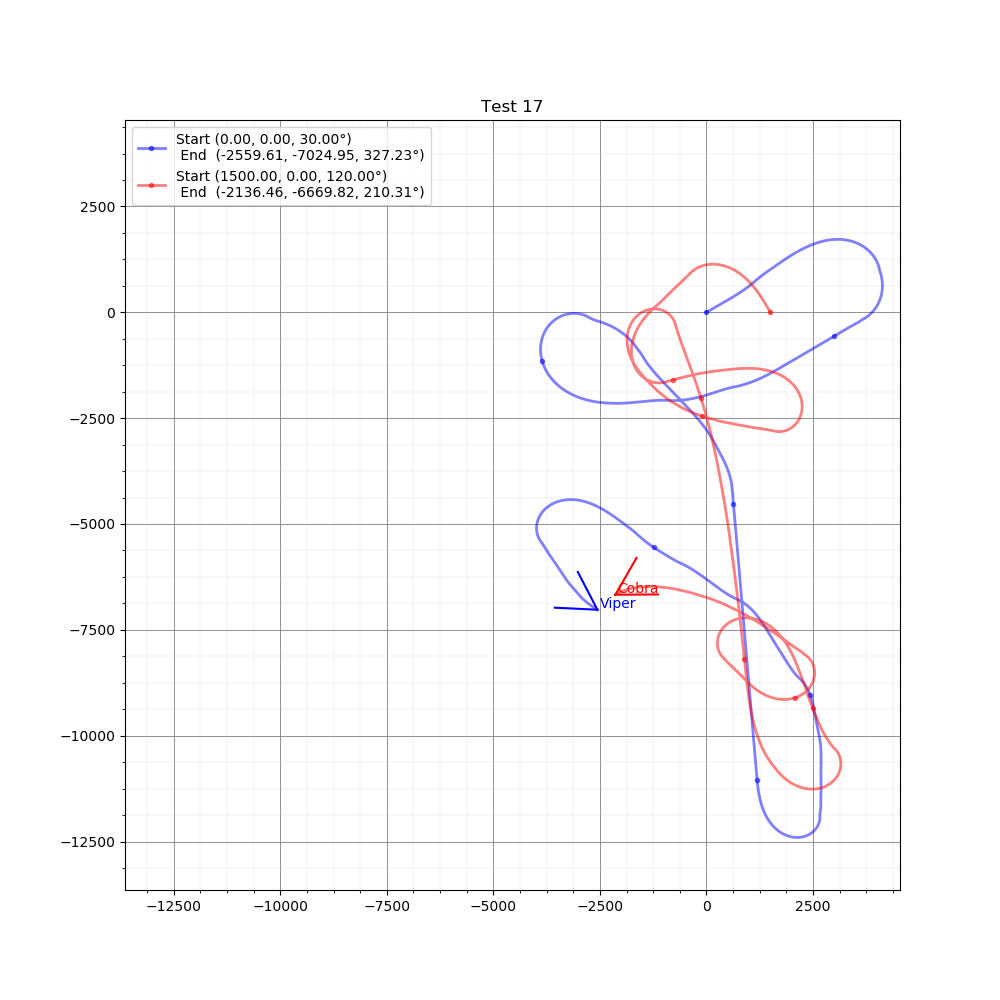 Test 17
Start (0.00, 0.00, 30.00°)
End (-2559.61, -7024.95, 327.23°)
Start (1500.00, 0.00, 120.00°)
End (-2136.46, -6669.82, 210.31°)
2500
0
−2500
−5000
Cobra
Viper
−7500
−10000
−12500
−12500 −10000 −7500 −5000 −2500 0 2500